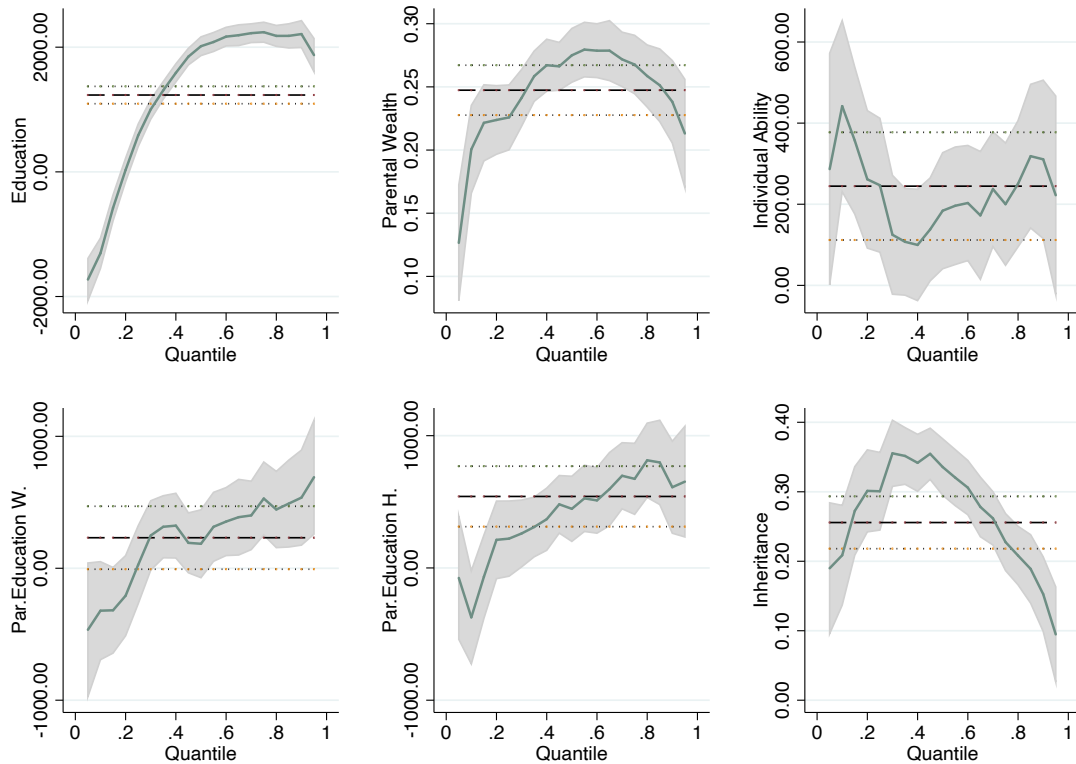 Education
2000.00
0.00
-2000.00
0 .2 .4 .6 .8 1
Quantile
Parental Wealth
0.30
0.25
0.20
0.15
0.10
0 .2 .4 .6 .8 1
Quantile
Individual Ability
600.00
400.00
200.00
0.00
0 .2 .4 .6 .8 1
Quantile
Par.Education W.
1000.00
0.00
-1000.00
0 .2 .4 .6 .8 1
Quantile
Par.Education H.
1000.00
0.00
-1000.00
0 .2 .4 .6 .8 1
Quantile
Inheritance
0.40
0.30
0.20
0.10
0.00
0 .2 .4 .6 .8 1
Quantile